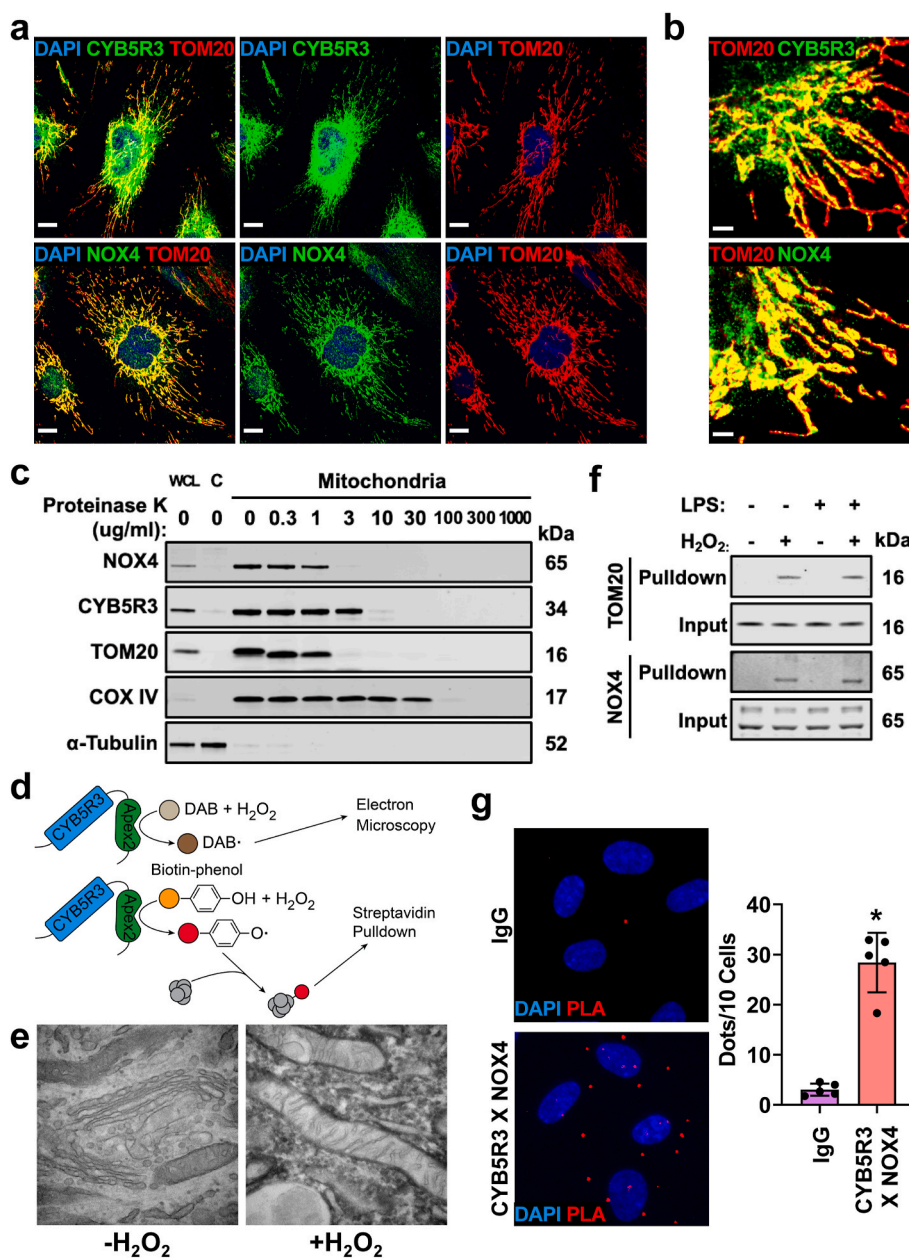 a
DAPI CYB5R3 TOM20
DAPI CYB5R3
DAPI TOM20
DAPI NOX4 TOM20
DAPI NOX4
DAPI TOM20
b
TOM20 CYB5R3
TOM20 NOX4
c
WCL C Mitochondria
Proteinase K
(ug/ml): 0 0 0 0.3 1 3 10 30 100 300 1000 kDa
NOX4 65
CYB5R3 34
TOM20 16
COX IV 17
α-Tubulin 52
f
LPS: - - + +
H₂O₂: - + - + kDa
TOM20
Pulldown 16
Input 16
NOX4
Pulldown 65
Input 65
d
CYB5R3 Apex2 DAB + H₂O₂
DAB·
Electron
Microscopy
Biotin-phenol
CYB5R3 Apex2 OH + H₂O₂
O·
Streptavidin
Pulldown
e
-H₂O₂
+H₂O₂
g
IgG
DAPI PLA
CYB5R3 X NOX4
DAPI PLA
Dots/10 Cells
40
30
20
10
0
*
IgG
CYB5R3
X NOX4